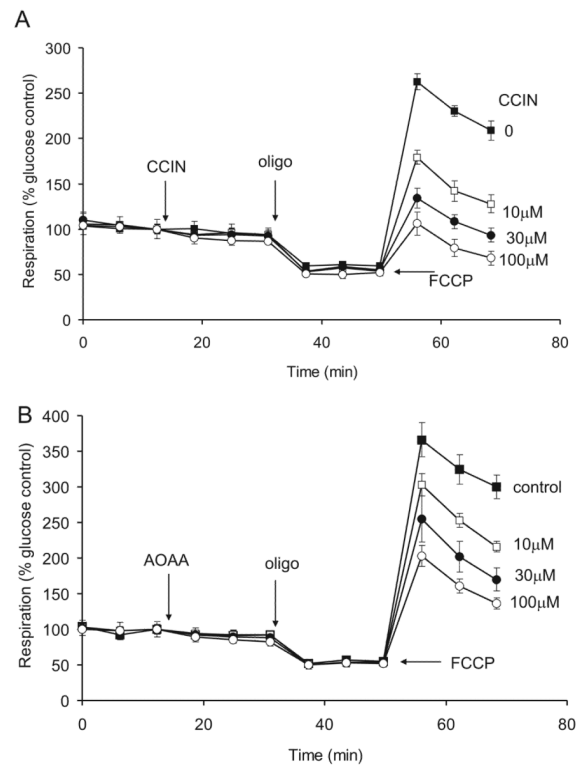 A
300
250
200
150
100
50
0
Respiration (% glucose control)
CCIN
oligo
CCIN
0
10μM
30μM
100μM
FCCP
0
20
40
60
80
Time (min)
B
400
350
300
250
200
150
100
50
0
Respiration (% glucose control)
AOAA
oligo
control
10μM
30μM
100μM
FCCP
0
20
40
60
80
Time (min)